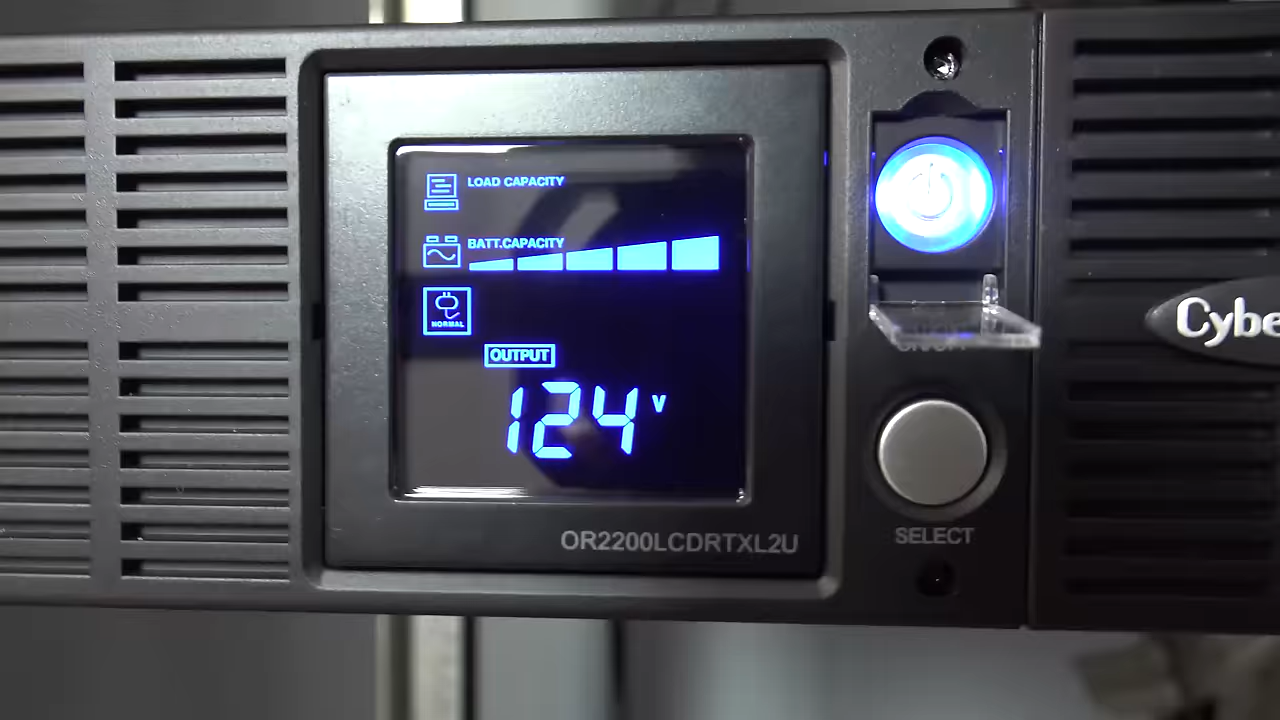 LOAD CAPACITY
BATT.CAPACITY
NORMAL
OUTPUT
124 V
OR2200LCDRTXL2U
SELECT
Cybe